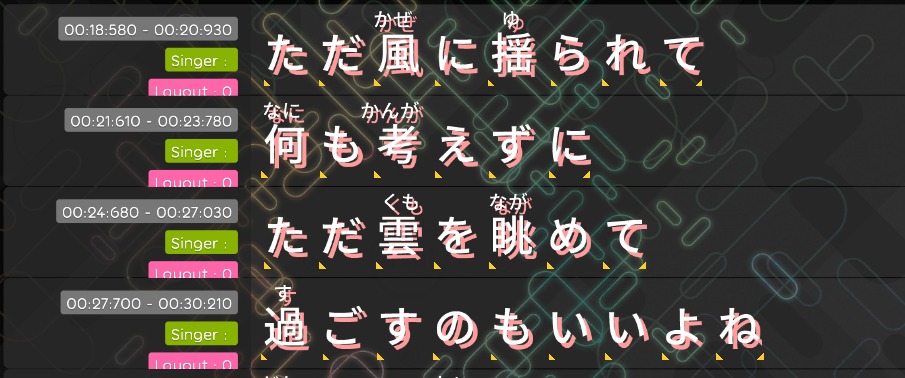 00:18:580 - 00:20:930
Singer :
Layout : 0
かぜ ゆ
ただ風に揺られて
00:21:610 - 00:23:780
Singer :
Layout : 0
なに かんが
何も考えずに
00:24:680 - 00:27:030
Singer :
Layout : 0
くも なが
ただ雲を眺めて
00:27:700 - 00:30:210
Singer :
Layout : 0
す
過ごすのもいいよね